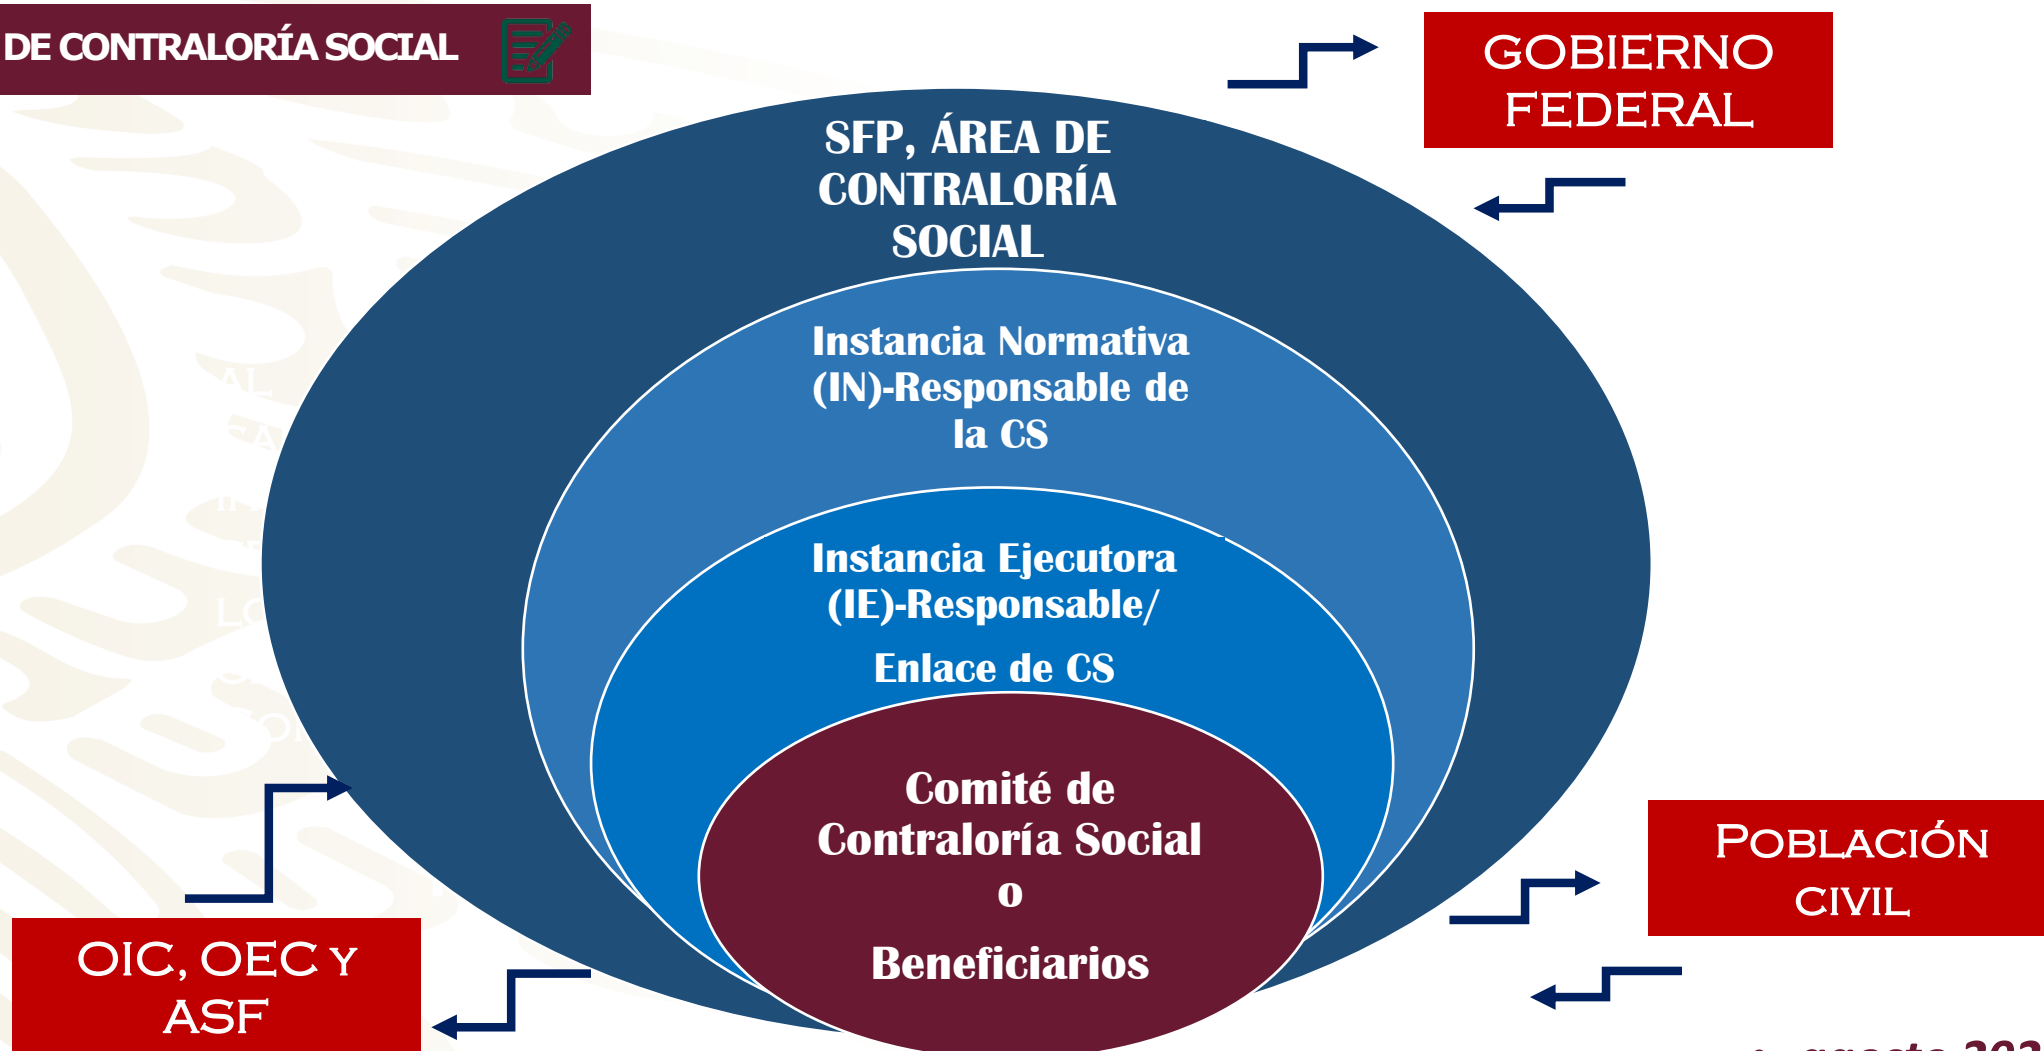 DE CONTRALORÍA SOCIAL
GOBIERNO
FEDERAL
SFP, ÁREA DE
CONTRALORÍA
SOCIAL
Instancia Normativa
(IN)-Responsable de
la CS
Instancia Ejecutora
(IE)-Responsable/
Enlace de CS
Comité de
Contraloría Social
o
Beneficiarios
POBLACIÓN
CIVIL
OIC, OEC Y
ASF